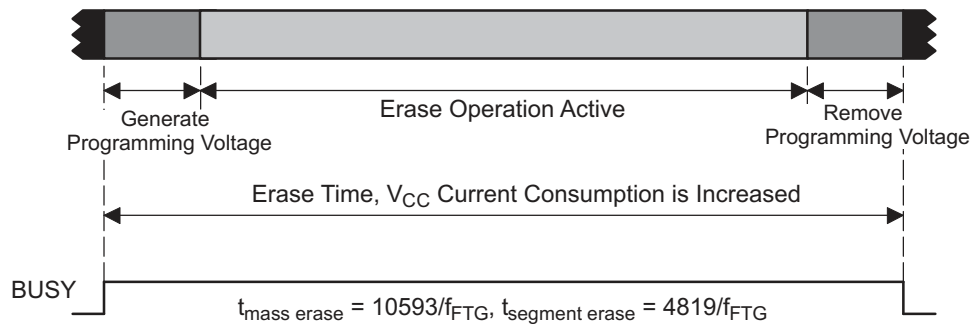 Generate
Programming Voltage
Erase Operation Active
Remove
Programming Voltage
Erase Time, VCC Current Consumption is Increased
BUSY
tmass erase = 10593/fFTG, tsegment erase = 4819/fFTG